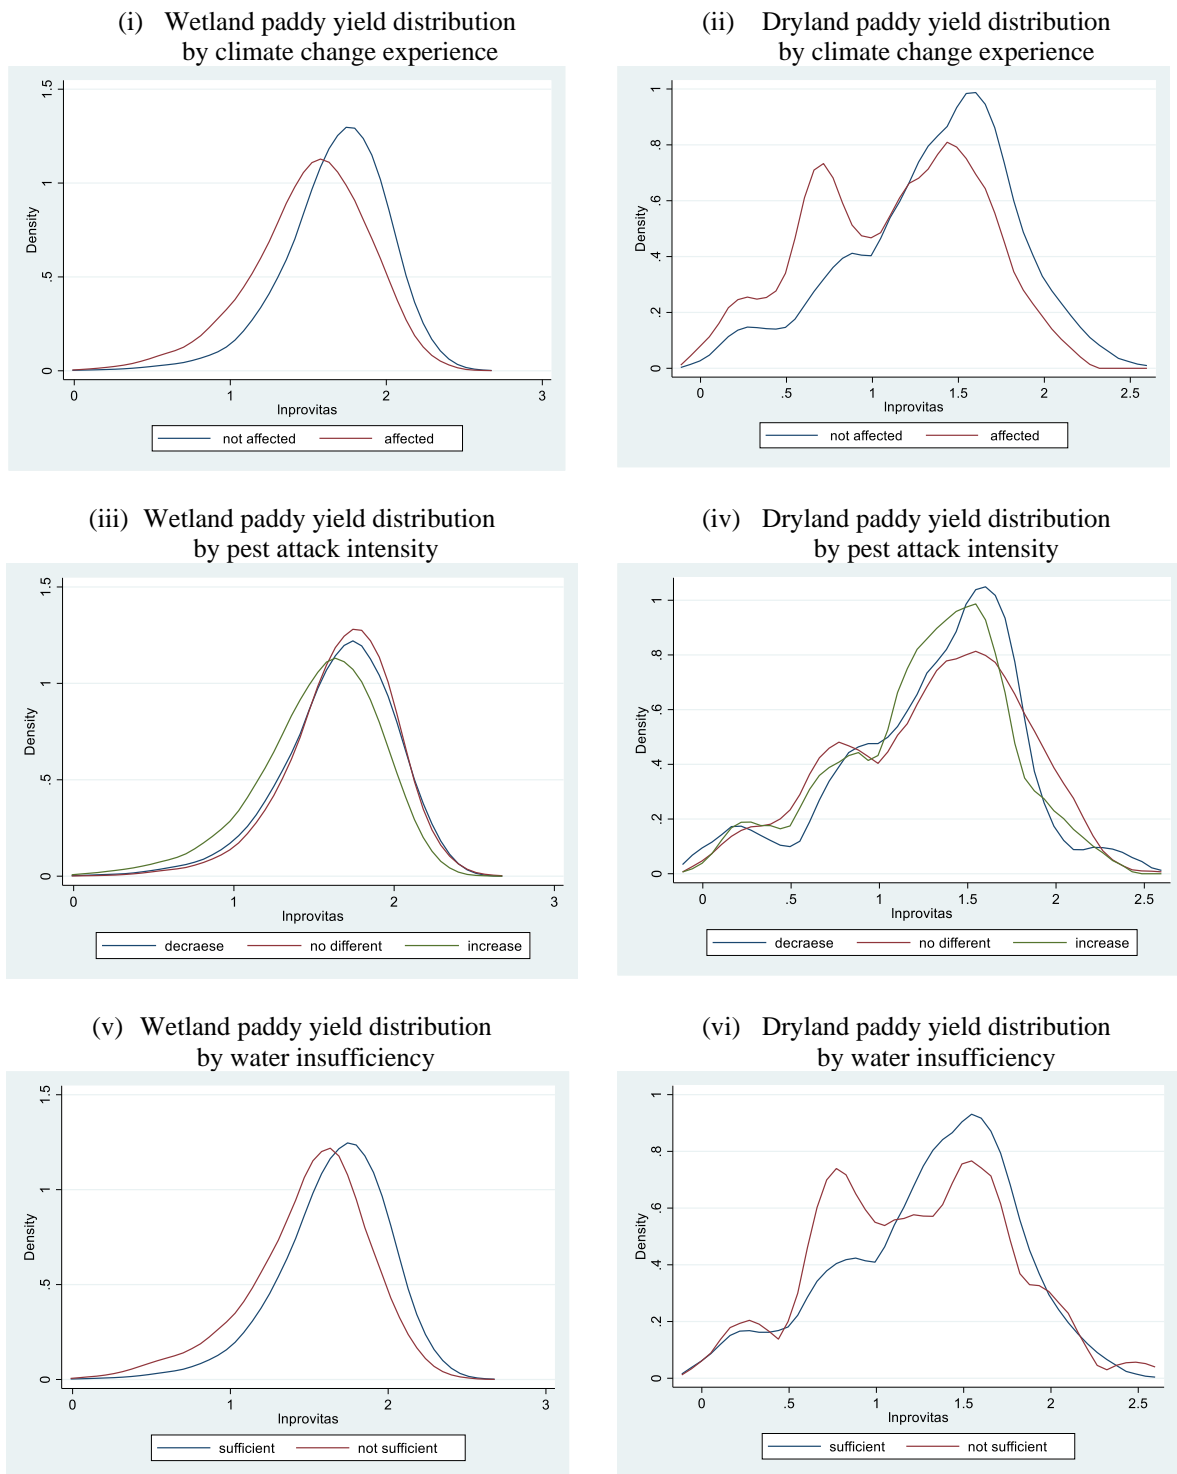 (i) Wetland paddy yield distribution
by climate change experience
1.5
1
.5
0
Density
0 1 2 3
lnprovitas
not affected affected
(ii) Dryland paddy yield distribution
by climate change experience
1
.8
.6
.4
.2
0
Density
0 .5 1 1.5 2 2.5
lnprovitas
not affected affected
(iii) Wetland paddy yield distribution
by pest attack intensity
1.5
1
.5
0
Density
0 1 2 3
lnprovitas
decraese no different increase
(iv) Dryland paddy yield distribution
by pest attack intensity
1
.8
.6
.4
.2
0
Density
0 .5 1 1.5 2 2.5
lnprovitas
decraese no different increase
(v) Wetland paddy yield distribution
by water insufficiency
1.5
1
.5
0
Density
0 1 2 3
lnprovitas
sufficient not sufficient
(vi) Dryland paddy yield distribution
by water insufficiency
1
.8
.6
.4
.2
0
Density
0 .5 1 1.5 2 2.5
lnprovitas
sufficient not sufficient